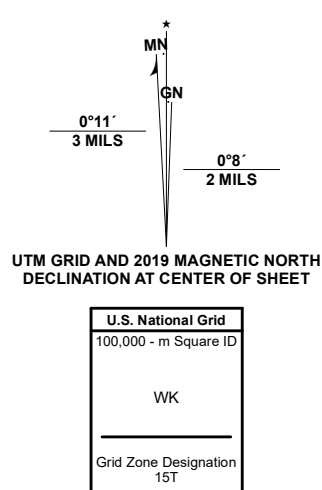 MN
GN
0°11´
3 MILS
0°8´
2 MILS
UTM GRID AND 2019 MAGNETIC NORTH
DECLINATION AT CENTER OF SHEET
U.S. National Grid
100,000 - m Square ID
WK
Grid Zone Designation
15T